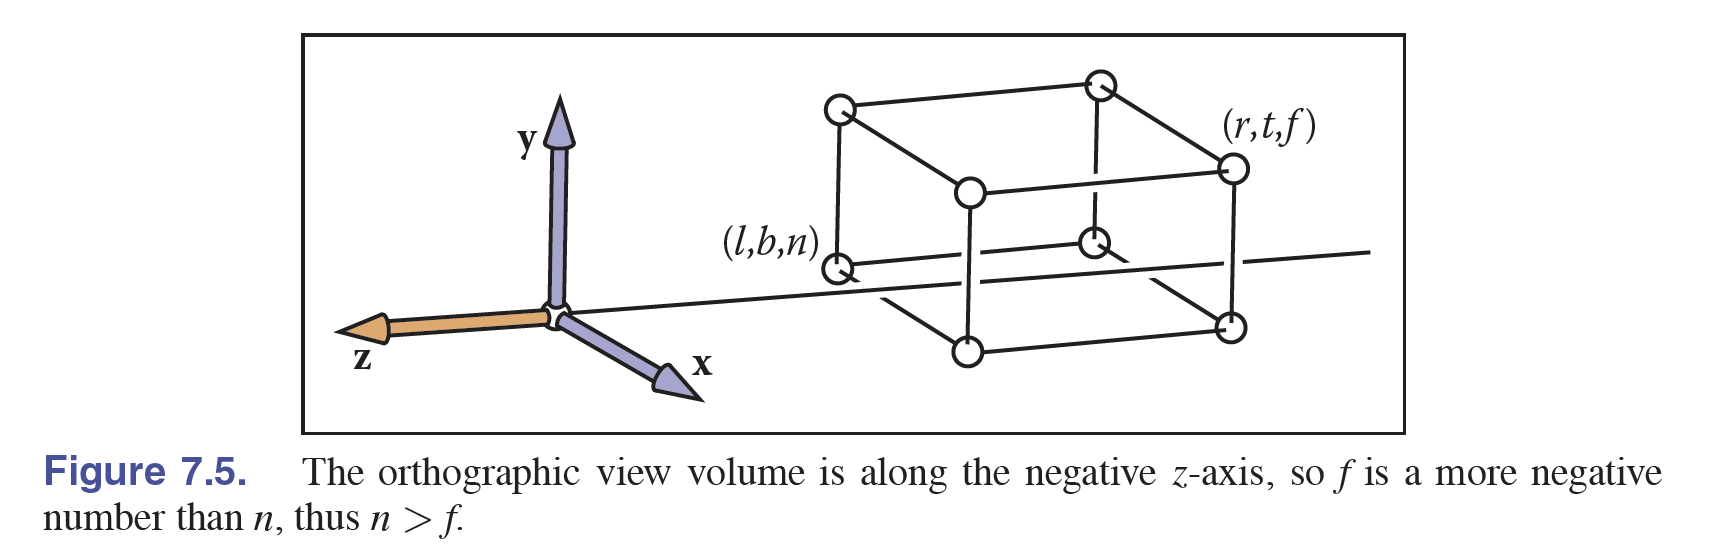 y
(r,t,f)
(l,b,n)
z
x
Figure 7.5. The orthographic view volume is along the negative z-axis, so f is a more negative
number than n, thus n > f.